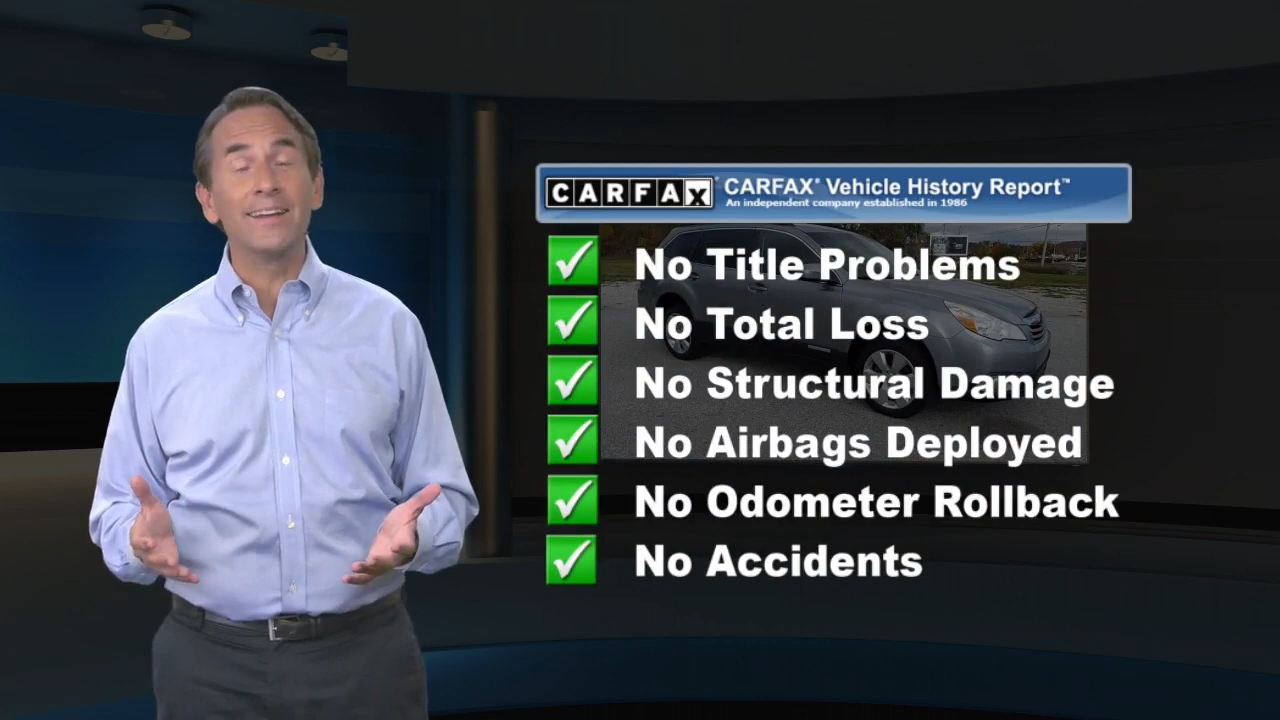 CARFAX® CARFAX® Vehicle History Report™
An independent company established in 1986
No Title Problems
No Total Loss
No Structural Damage
No Airbags Deployed
No Odometer Rollback
No Accidents